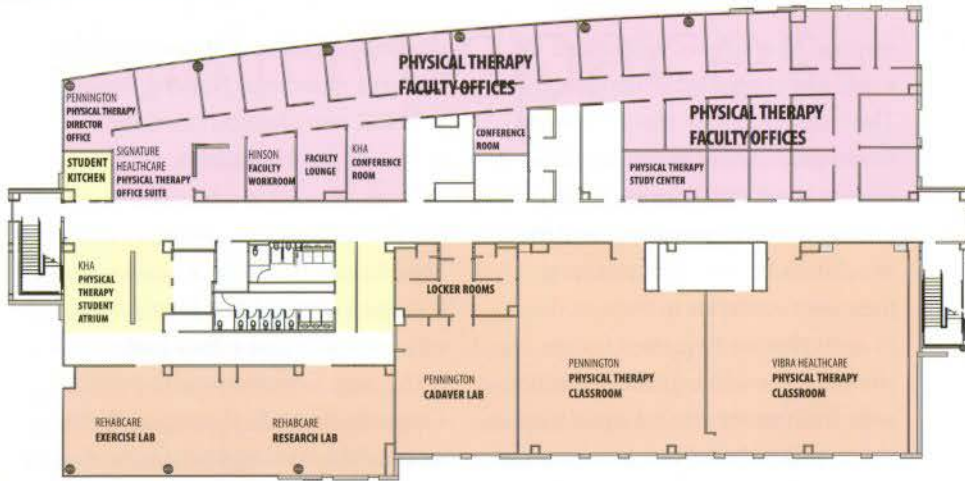 PHYSICAL THERAPY
FACULTY OFFICES
PENNINGTON
PHYSICAL THERAPY
DIRECTOR
OFFICE
PHYSICAL THERAPY
FACULTY OFFICES
STUDENT
KITCHEN
SIGNATURE
HEALTHCARE
PHYSICAL THERAPY
OFFICE SUITE
HINSON
FACULTY
WORKROOM
FACULTY
LOUNGE
KHA
CONFERENCE
ROOM
CONFERENCE
ROOM
PHYSICAL THERAPY
STUDY CENTER
KHA
PHYSICAL
THERAPY
STUDENT
ATRIUM
LOCKER ROOMS
PENNINGTON
CADAVER LAB
PENNINGTON
PHYSICAL THERAPY
CLASSROOM
VIBRA HEALTHCARE
PHYSICAL THERAPY
CLASSROOM
REHABCARE
EXERCISE LAB
REHABCARE
RESEARCH LAB